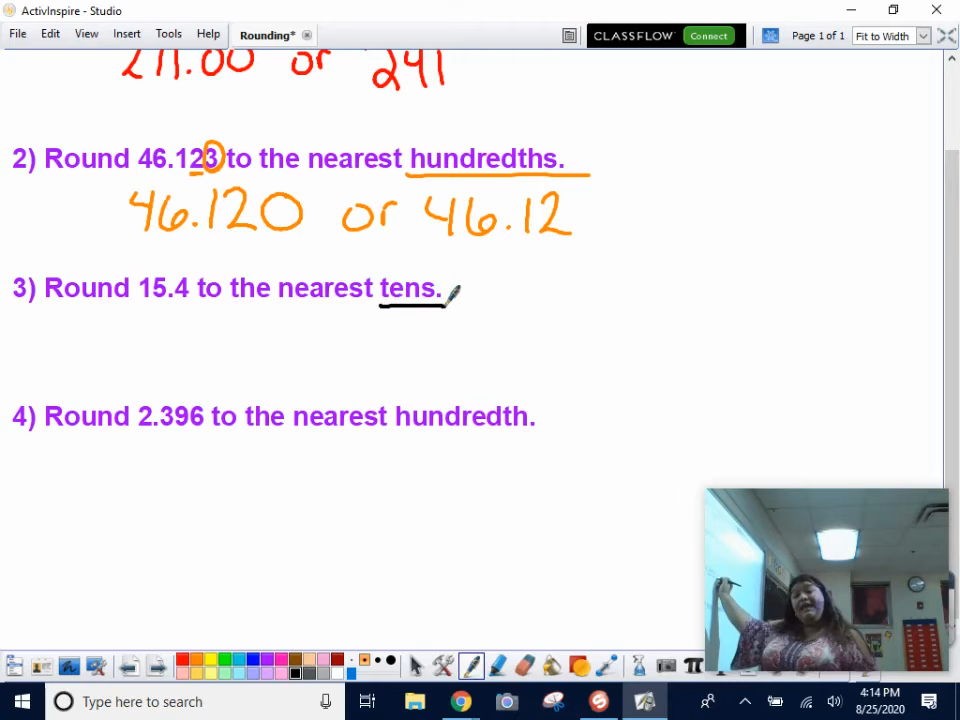 ActivInspire - Studio
File Edit View Insert Tools Help Rounding* CLASSFLOW Connect Page 1 of 1 Fit to Width
211.00 or 241
2) Round 46.123 to the nearest hundredths.
46.120 or 46.12
3) Round 15.4 to the nearest tens.
4) Round 2.396 to the nearest hundredth.
Type here to search
4:14 PM
8/25/2020